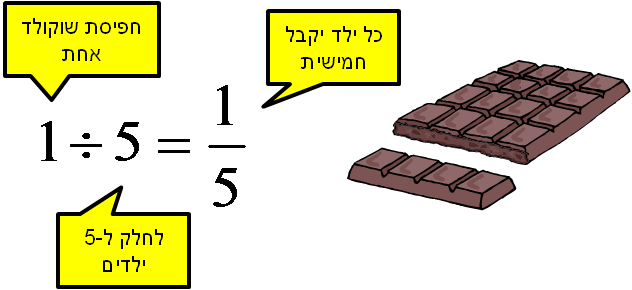 חפיסת שוקולד
אחת
כל ילד יקבל
חמישית
1 ÷ 5 = 1/5
לחלק ל-5
ילדים